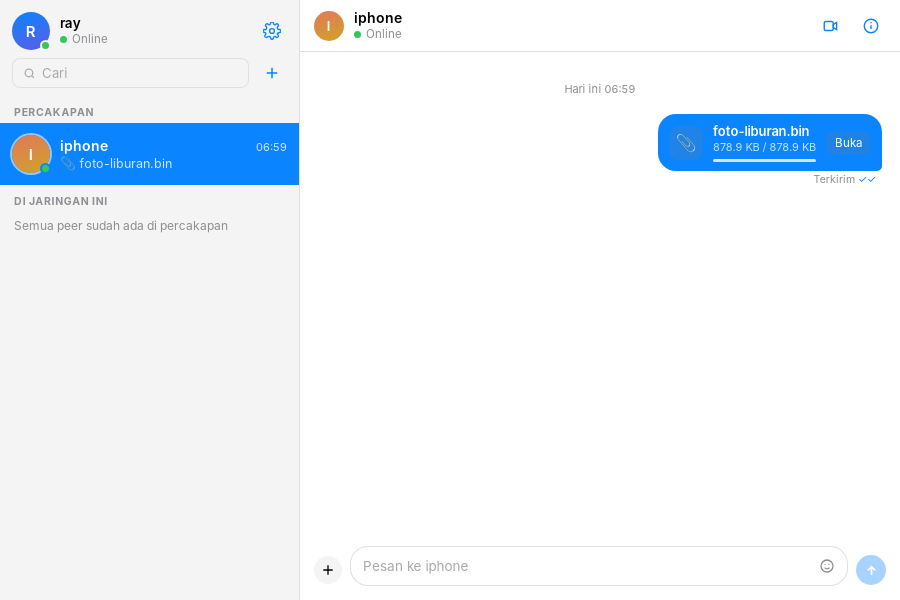 R
ray
Online
Cari
PERCAKAPAN
I
iphone
06:59
foto-liburan.bin
DI JARINGAN INI
Semua peer sudah ada di percakapan
I
iphone
Online
Hari ini 06:59
foto-liburan.bin
878.9 KB / 878.9 KB
Buka
Terkirim ✓✓
Pesan ke iphone